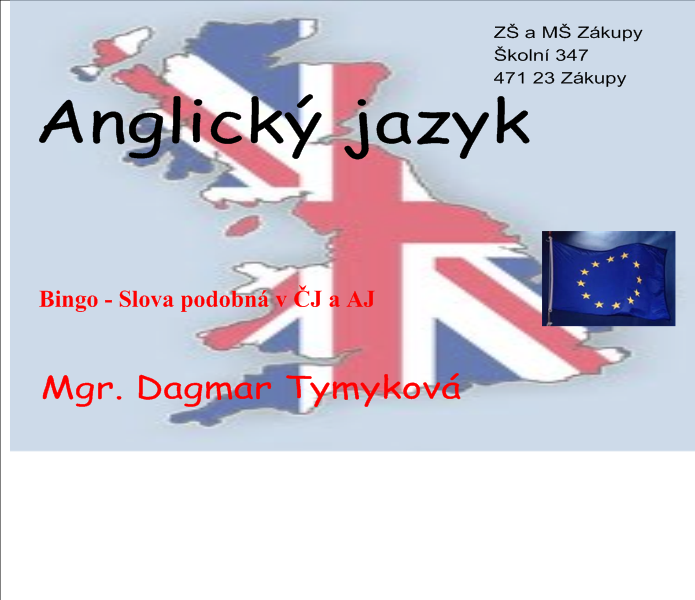 ZŠ a MŠ Zákupy
Školní 347
471 23 Zákupy
Anglický jazyk
Bingo - Slova podobná v ČJ a AJ
Mgr. Dagmar Tymyková